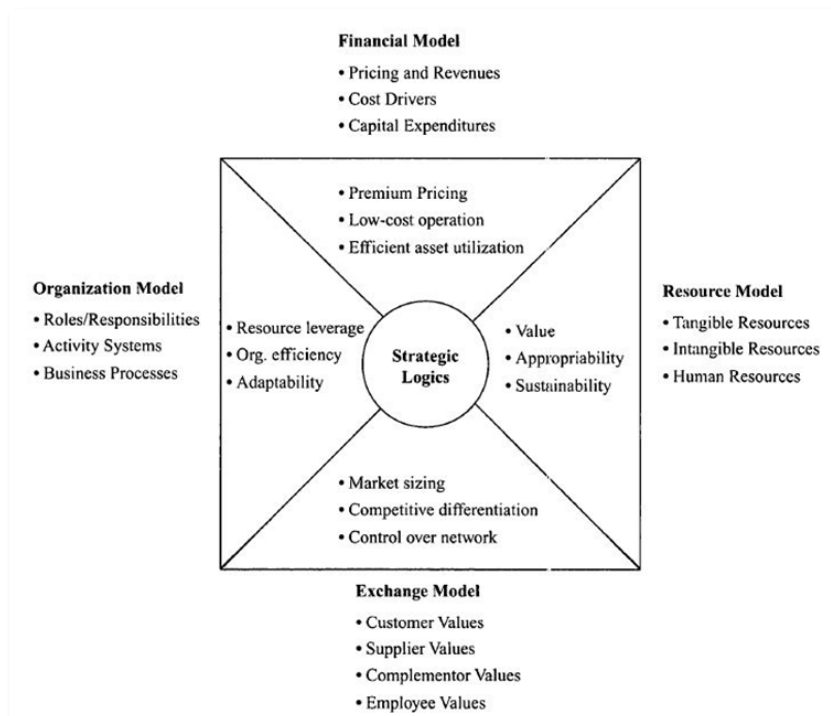 Financial Model
• Pricing and Revenues
• Cost Drivers
• Capital Expenditures
• Premium Pricing
• Low-cost operation
• Efficient asset utilization
Organization Model
• Roles/Responsibilities
• Activity Systems
• Business Processes
• Resource leverage
• Org. efficiency
• Adaptability
Strategic
Logics
• Value
• Appropriability
• Sustainability
Resource Model
• Tangible Resources
• Intangible Resources
• Human Resources
• Market sizing
• Competitive differentiation
• Control over network
Exchange Model
• Customer Values
• Supplier Values
• Complementor Values
• Employee Values